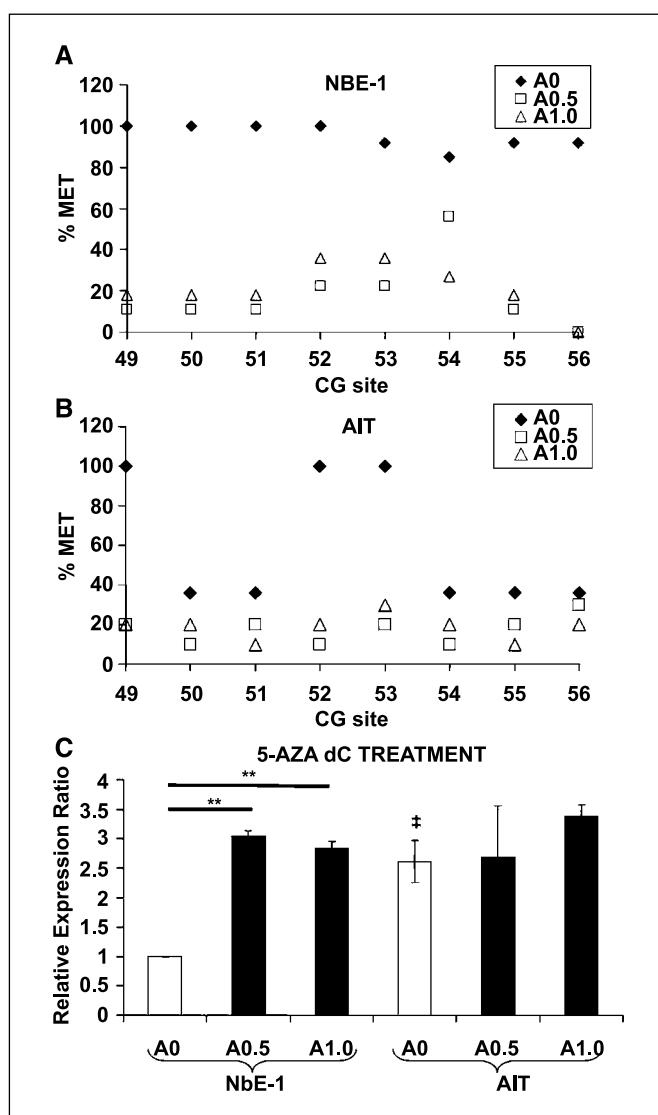 A
NBE-1
◆ A0
□ A0.5
△ A1.0
120
100
80
60
40
20
0
% MET
49 50 51 52 53 54 55 56
CG site
B
AIT
◆ A0
□ A0.5
△ A1.0
120
100
80
60
40
20
0
% MET
49 50 51 52 53 54 55 56
CG site
C
5-AZA dC TREATMENT
Relative Expression Ratio
4
3.5
3
2.5
2
1.5
1
0.5
0
**
**
‡
A0 A0.5 A1.0 A0 A0.5 A1.0
NbE-1 AIT